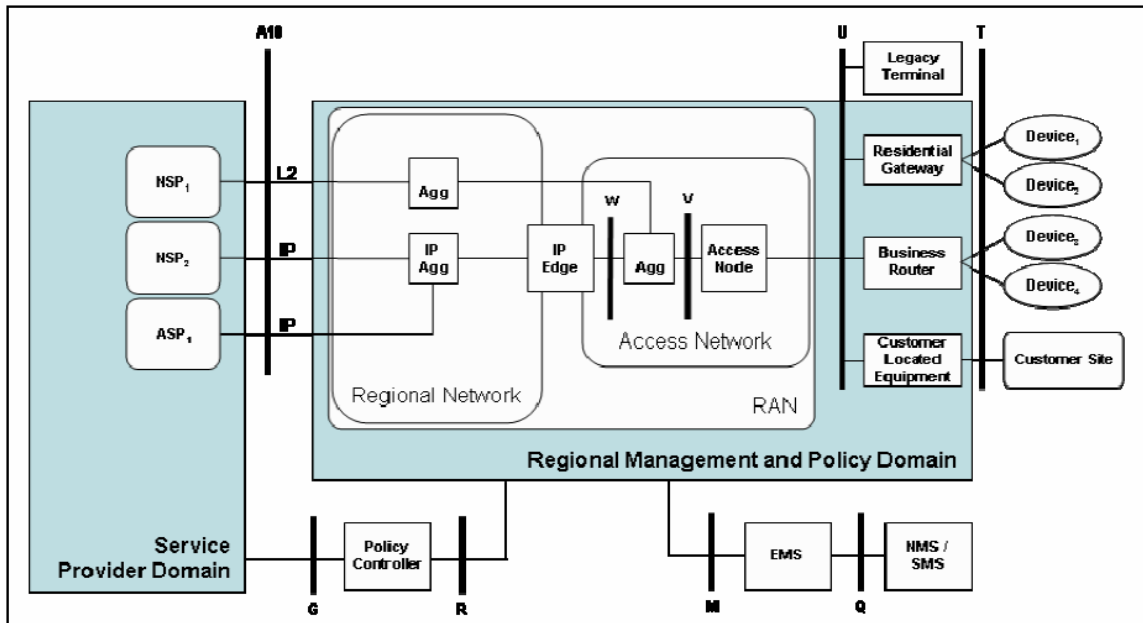 A10
U
T
Legacy
Terminal
NSP1
L2
Agg
Residential
Gateway
Device1
Device2
W
V
NSP2
IP
IP
Agg
IP
Edge
Agg
Access
Node
Business
Router
Device3
Device4
ASP1
IP
Access Network
Customer
Located
Equipment
Customer Site
Regional Network
RAN
Regional Management and Policy Domain
Service
Provider Domain
Policy
Controller
EMS
NMS /
SMS
G
R
M
Q